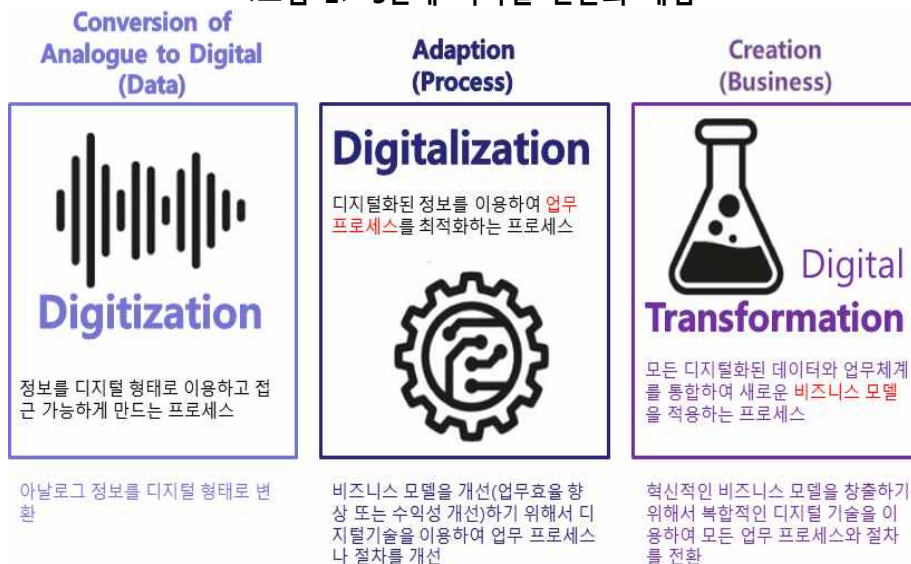 Conversion of
Analogue to Digital
(Data)
Digitization
정보를 디지털 형태로 이용하고 접
근 가능하게 만드는 프로세스
아날로그 정보를 디지털 형태로 변
환
Adaption
(Process)
Digitalization
디지털화된 정보를 이용하여 업무
프로세스를 최적화하는 프로세스
비즈니스 모델을 개선(업무효율 향
상 또는 수익성 개선)하기 위해서 디
지털기술을 이용하여 업무 프로세스
나 절차를 개선
Creation
(Business)
Digital
Transformation
모든 디지털화된 데이터와 업무체계
를 통합하여 새로운 비즈니스 모델
을 적용하는 프로세스
혁신적인 비즈니스 모델을 창출하기
위해서 복합적인 디지털 기술을 이
용하여 모든 업무 프로세스와 절차
를 전환